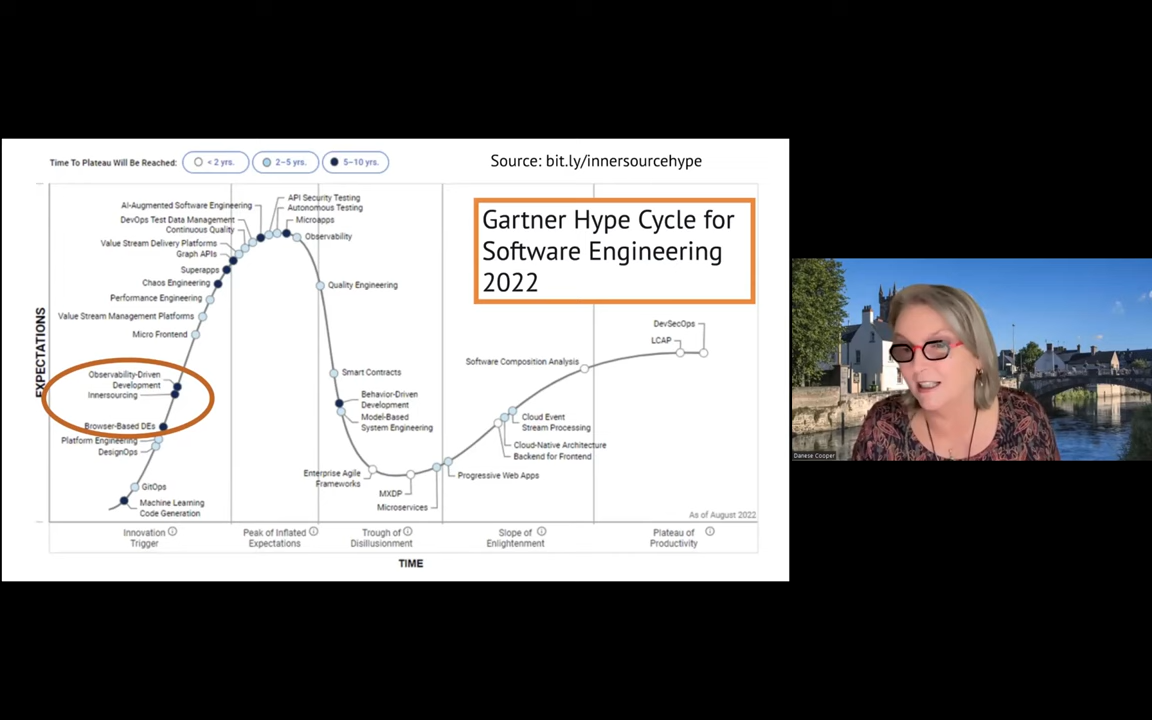 Time To Plateau Will Be Reached:
< 2 yrs.
2–5 yrs.
5–10 yrs.
Source: bit.ly/innersourcehype
Gartner Hype Cycle for
Software Engineering
2022
EXPECTATIONS
API Security Testing
AI-Augmented Software Engineering
Autonomous Testing
DevOps Test Data Management
Microapps
Continuous Quality
Observability
Value Stream Delivery Platforms
Graph APIs
Superapps
Chaos Engineering
Quality Engineering
Performance Engineering
Value Stream Management Platforms
Micro Frontend
Observability-Driven
Development
Innersourcing
Browser-Based DEs
Platform Engineering
DesignOps
GitOps
Machine Learning
Code Generation
Smart Contracts
Behavior-Driven
Development
Model-Based
System Engineering
Enterprise Agile
Frameworks
MXDP
Microservices
Progressive Web Apps
Cloud Event
Stream Processing
Cloud-Native Architecture
Backend for Frontend
Software Composition Analysis
DevSecOps
LCAP
As of August 2022
Innovation
Trigger
Peak of Inflated
Expectations
Trough of
Disillusionment
Slope of
Enlightenment
Plateau of
Productivity
TIME
Danese Cooper